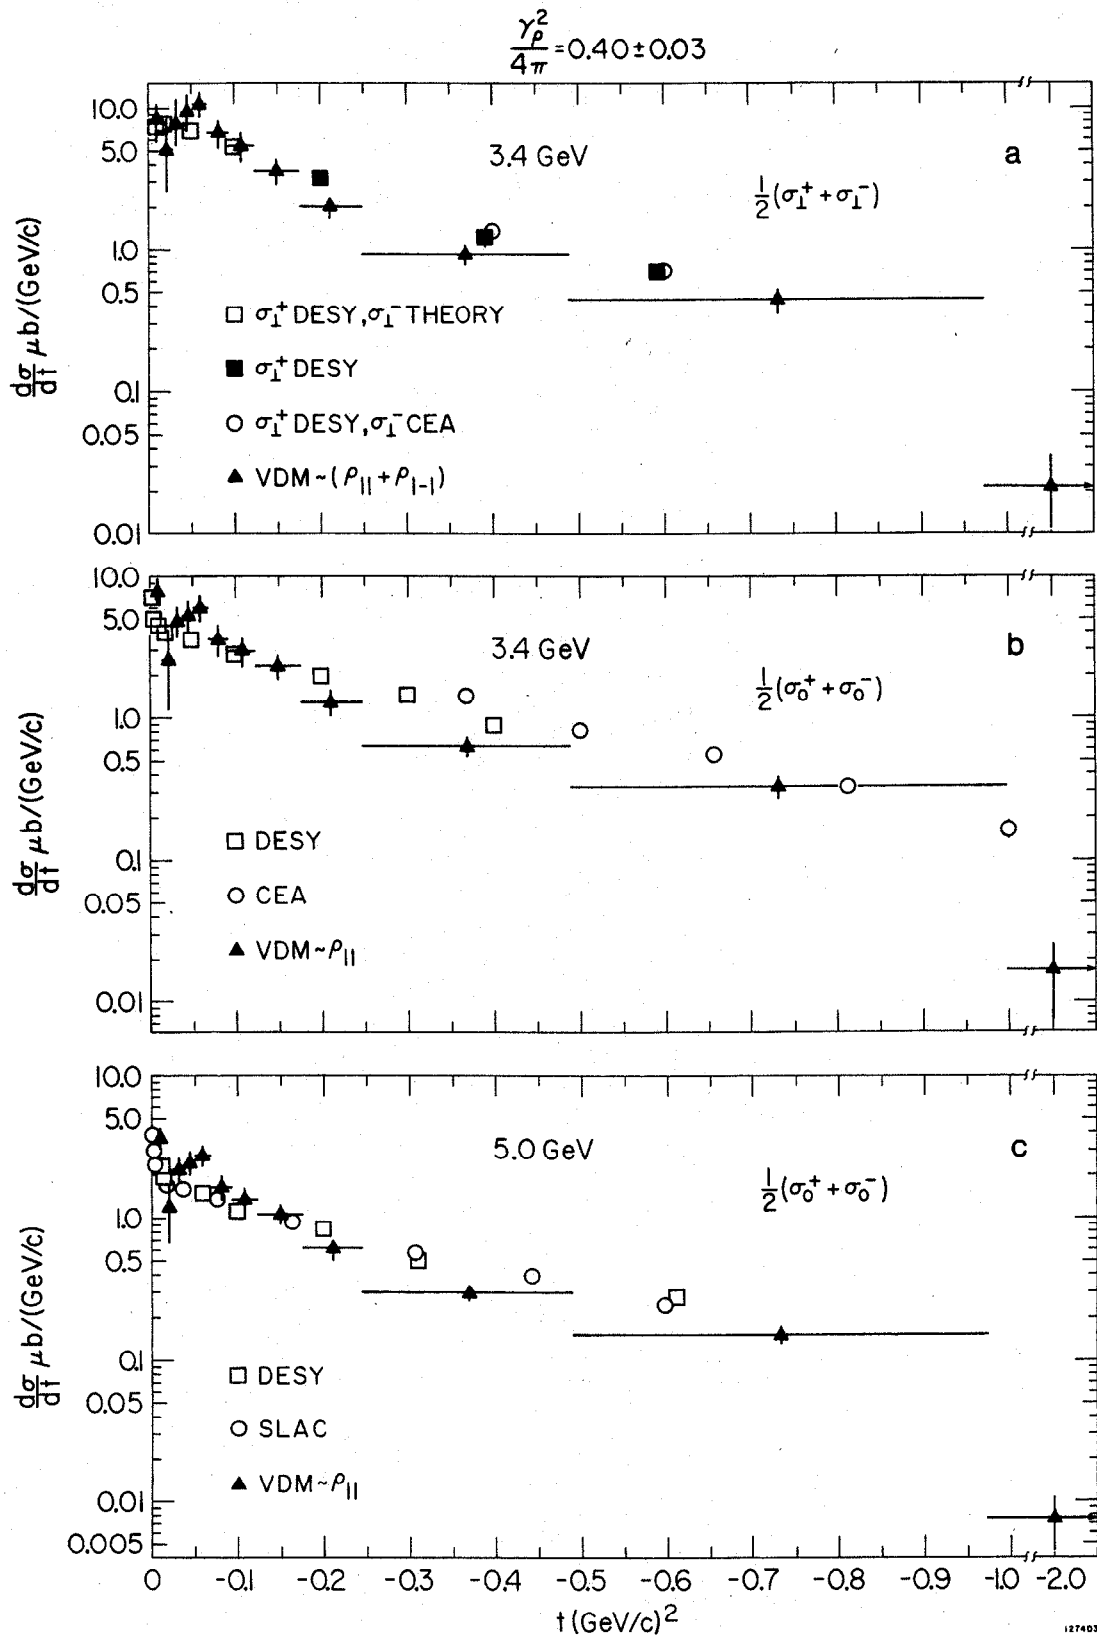 γρ²/4π = 0.40 ± 0.03
10.0
5.0
1.0
0.5
0.1
0.05
0.01
dσ/dt μb/(GeV/c)
3.4 GeV
a
½(σ⊥⁺ + σ⊥⁻)
□ σ⊥⁺ DESY, σ⊥⁻ THEORY
■ σ⊥⁺ DESY
○ σ⊥⁺ DESY, σ⊥⁻ CEA
▲ VDM ~ (ρ₁₁ + ρ₁₋₁)
10.0
5.0
1.0
0.5
0.1
0.05
0.01
dσ/dt μb/(GeV/c)
3.4 GeV
b
½(σ₀⁺ + σ₀⁻)
□ DESY
○ CEA
▲ VDM ~ ρ₁₁
10.0
5.0
1.0
0.5
0.1
0.05
0.01
0.005
dσ/dt μb/(GeV/c)
5.0 GeV
c
½(σ₀⁺ + σ₀⁻)
□ DESY
○ SLAC
▲ VDM ~ ρ₁₁
0 -0.1 -0.2 -0.3 -0.4 -0.5 -0.6 -0.7 -0.8 -0.9 -1.0 -2.0
t (GeV/c)²
127403